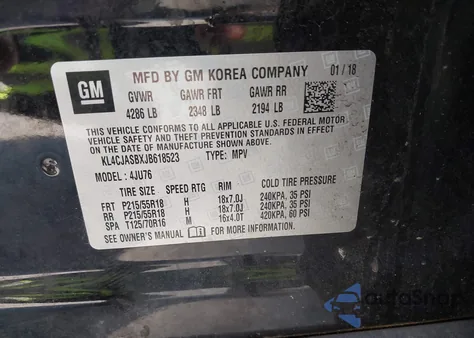 GM
MFD BY GM KOREA COMPANY 01 / 18
GVWR GAWR FRT GAWR RR
4286 LB 2348 LB 2194 LB
THIS VEHICLE CONFORMS TO ALL APPLICABLE U.S. FEDERAL MOTOR
VEHICLE SAFETY AND THEFT PREVENTION STANDARDS IN EFFECT
ON THE DATE OF MANUFACTURE SHOWN ABOVE.
KL4CJASBXJB618523 TYPE: MPV
MODEL : 4JU76
TIRE SIZE SPEED RTG RIM COLD TIRE PRESSURE
FRT P215/55R18 H 18x7.0J 240KPA, 35 PSI
RR P215/55R18 H 18x7.0J 240KPA, 35 PSI
SPA T125/70R16 M 16x4.0T 420KPA, 60 PSI
SEE OWNER'S MANUAL FOR MORE INFORMATION
AutoSnap